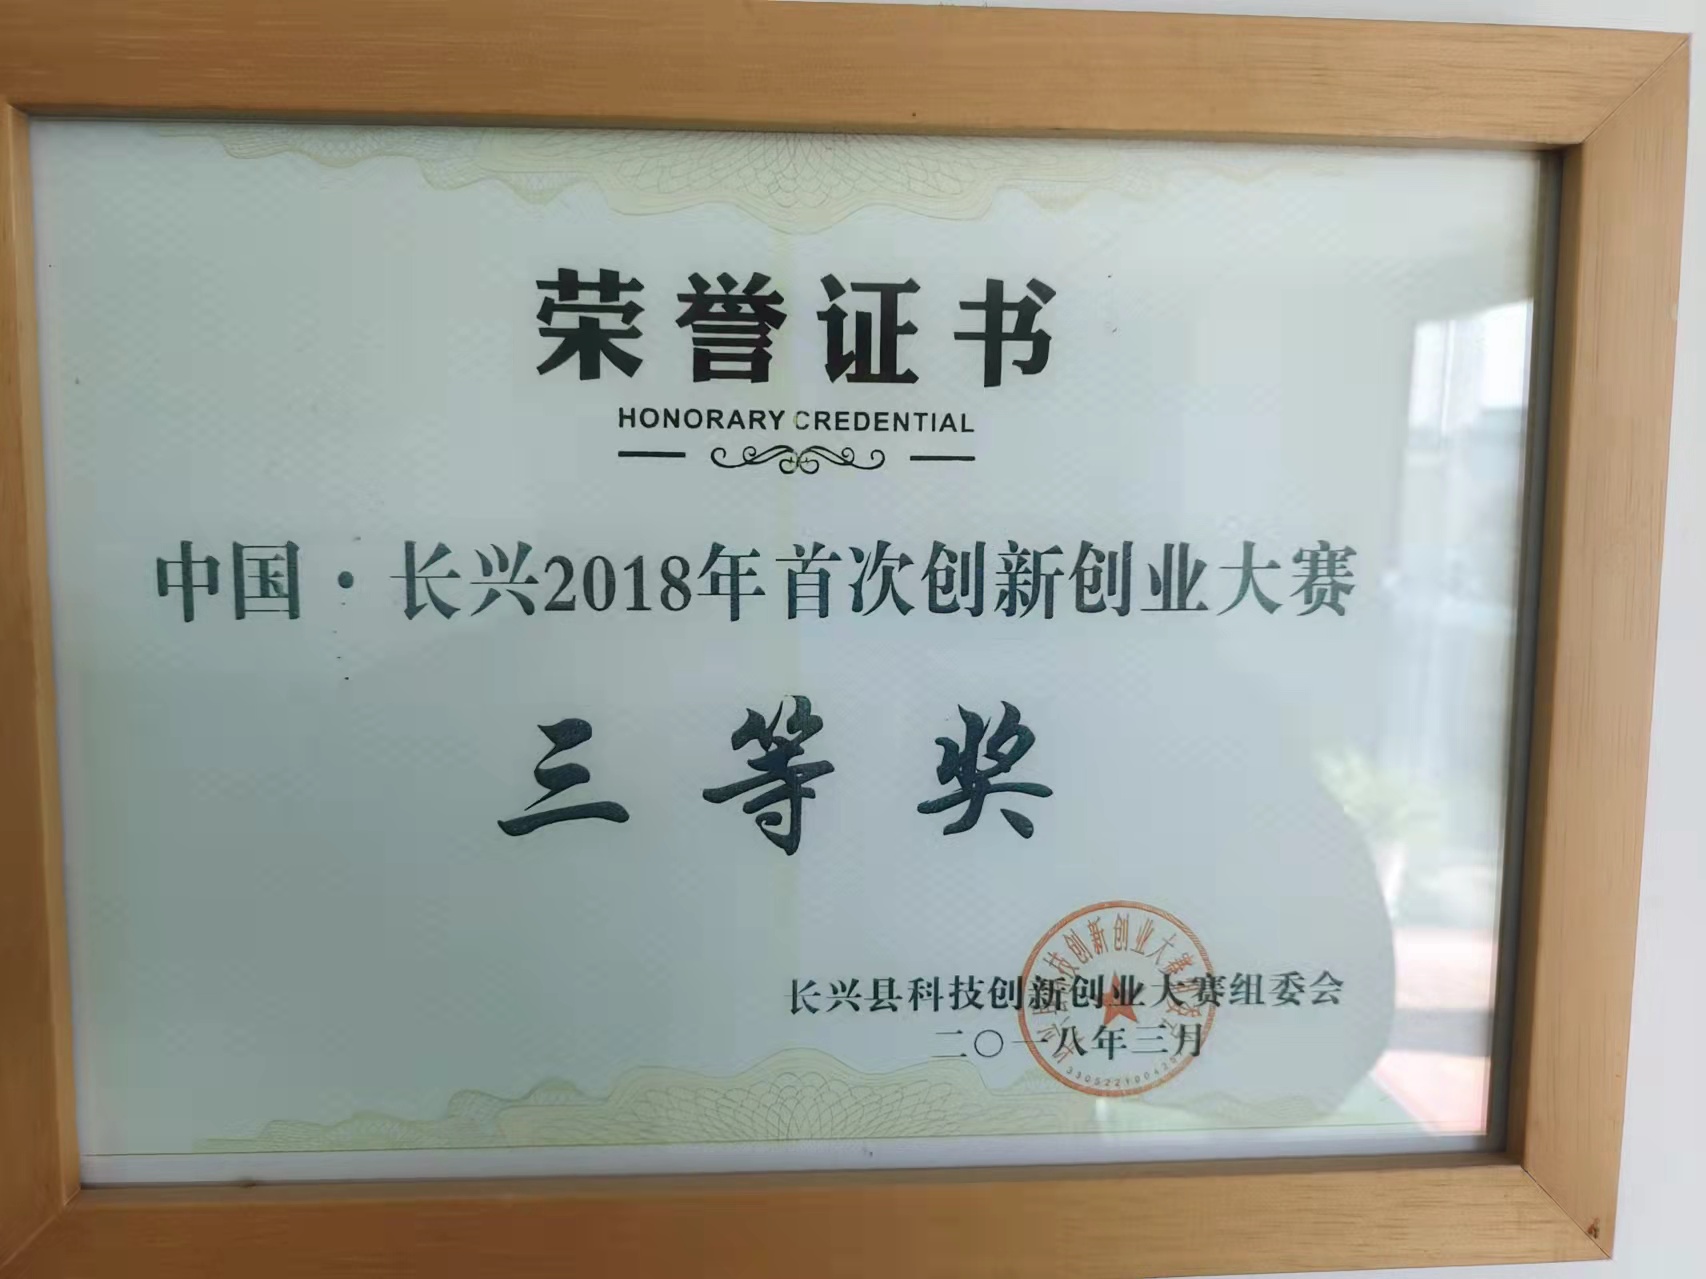 荣誉证书
HONORARY CREDENTIAL
中国·长兴2018年首次创新创业大赛
三等奖
长兴县科技创新创业大赛组委会
二〇一八年三月